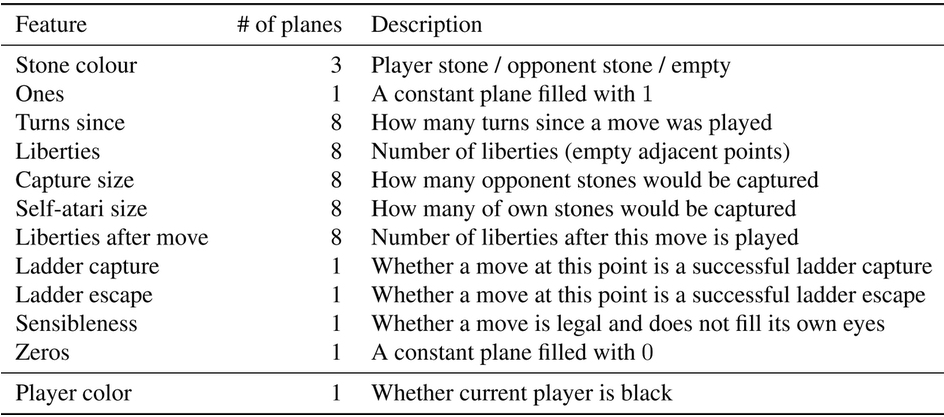 Feature # of planes Description
Stone colour 3 Player stone / opponent stone / empty
Ones 1 A constant plane filled with 1
Turns since 8 How many turns since a move was played
Liberties 8 Number of liberties (empty adjacent points)
Capture size 8 How many opponent stones would be captured
Self-atari size 8 How many of own stones would be captured
Liberties after move 8 Number of liberties after this move is played
Ladder capture 1 Whether a move at this point is a successful ladder capture
Ladder escape 1 Whether a move at this point is a successful ladder escape
Sensibleness 1 Whether a move is legal and does not fill its own eyes
Zeros 1 A constant plane filled with 0
Player color 1 Whether current player is black